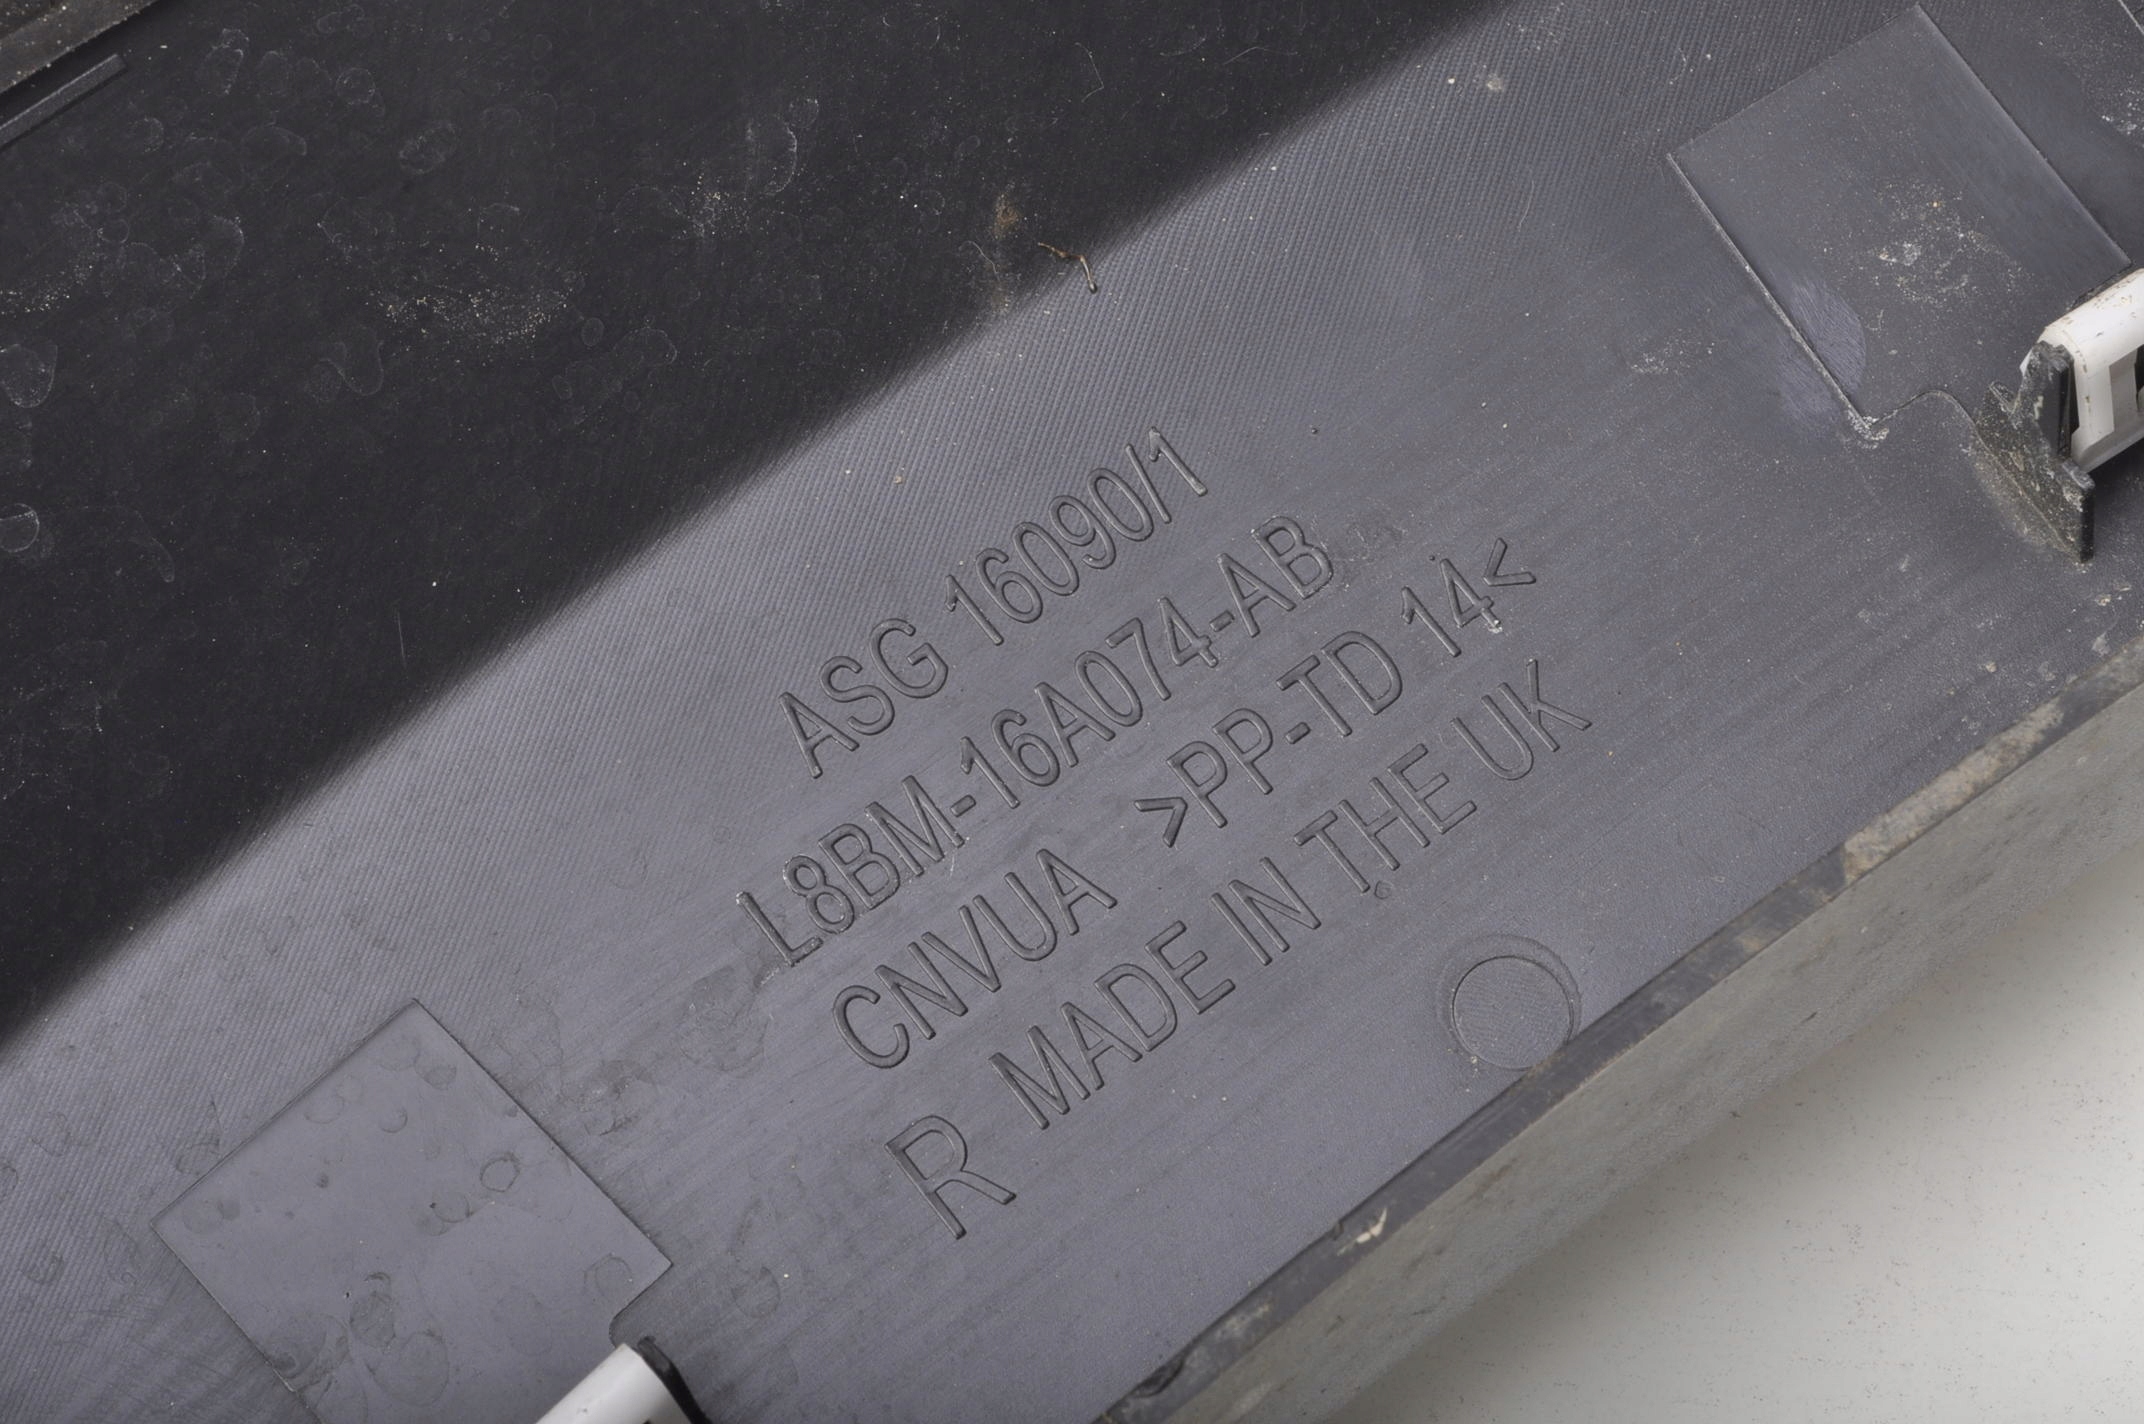 ASG 16090/1
L8BM-16A074-AB
CNVUA >PP-TD 14<
R MADE IN THE UK